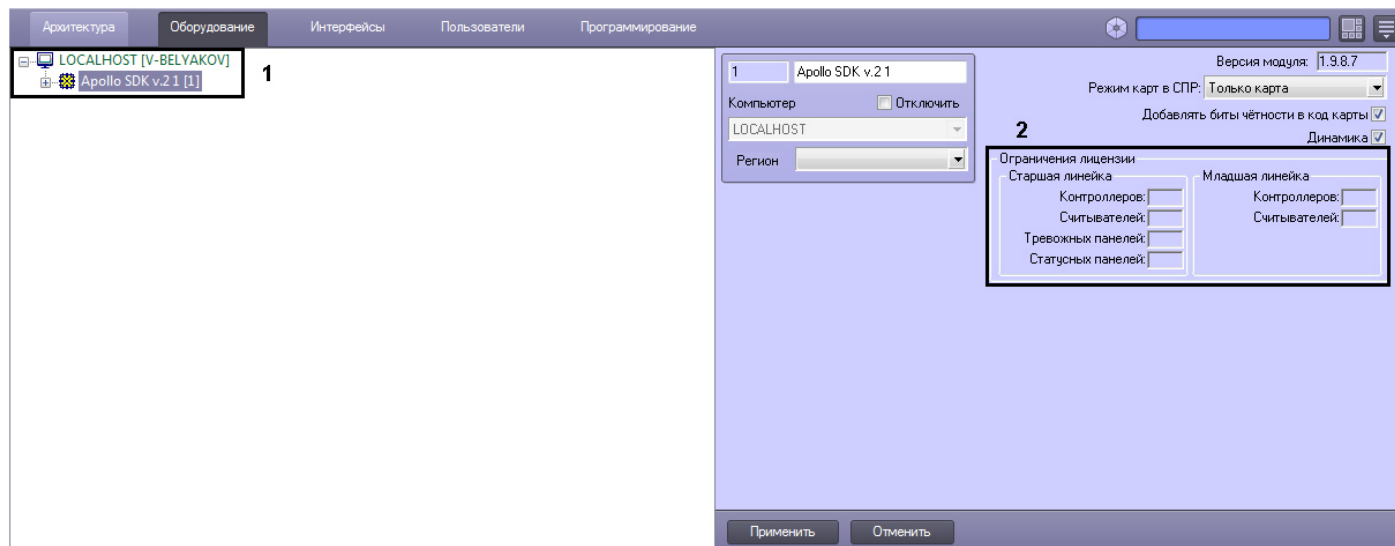 Архитектура Оборудование Интерфейсы Пользователи Программирование
LOCALHOST [V-BELYAKOV]
Apollo SDK v.2 1 [1]
1
1 Apollo SDK v.2 1
Компьютер Отключить
LOCALHOST
Регион
Версия модуля: 1.9.8.7
Режим карт в СПР: Только карта
Добавлять биты чётности в код карты
2
Динамика
Ограничения лицензии
Старшая линейка
Контроллеров:
Считывателей:
Тревожных панелей:
Статусных панелей:
Младшая линейка
Контроллеров:
Считывателей:
Применить Отменить